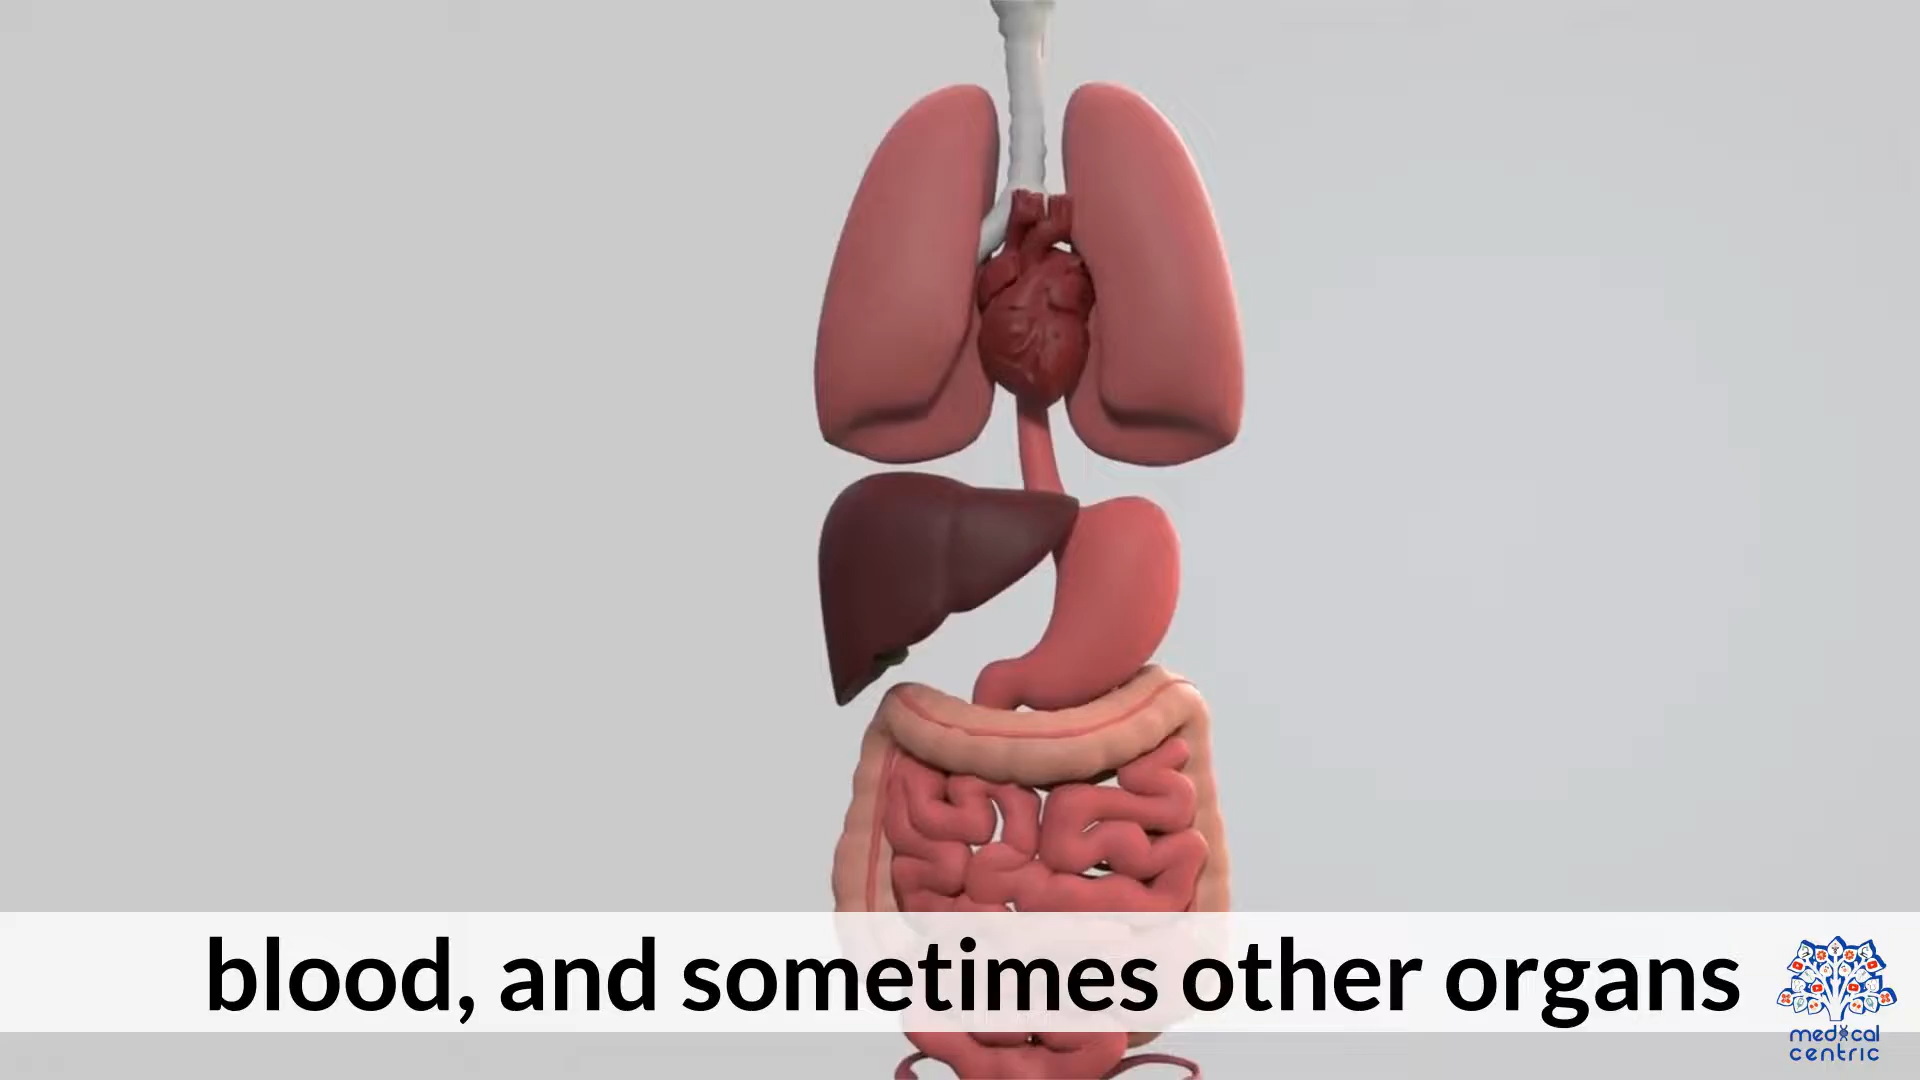 blood, and sometimes other organs
medical
centric